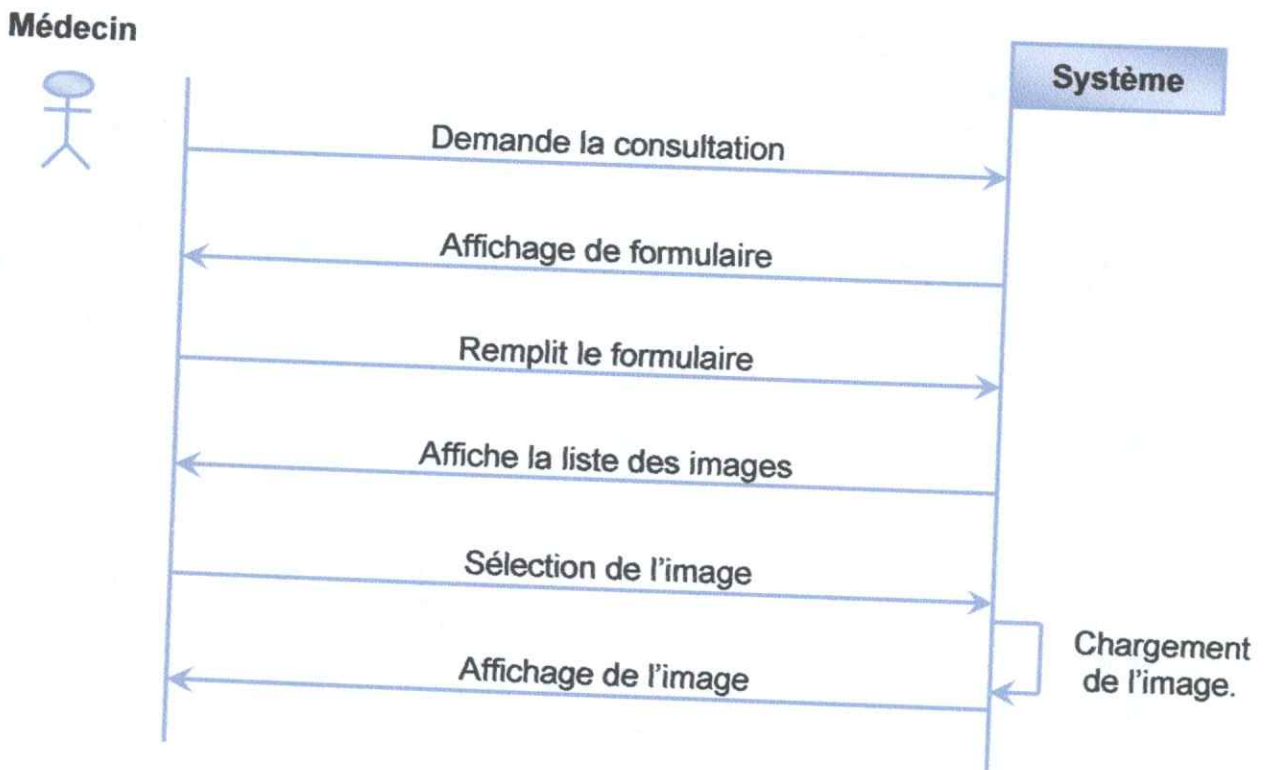 Médecin
Système
Demande la consultation
Affichage de formulaire
Remplit le formulaire
Affiche la liste des images
Sélection de l'image
Chargement
de l'image.
Affichage de l'image